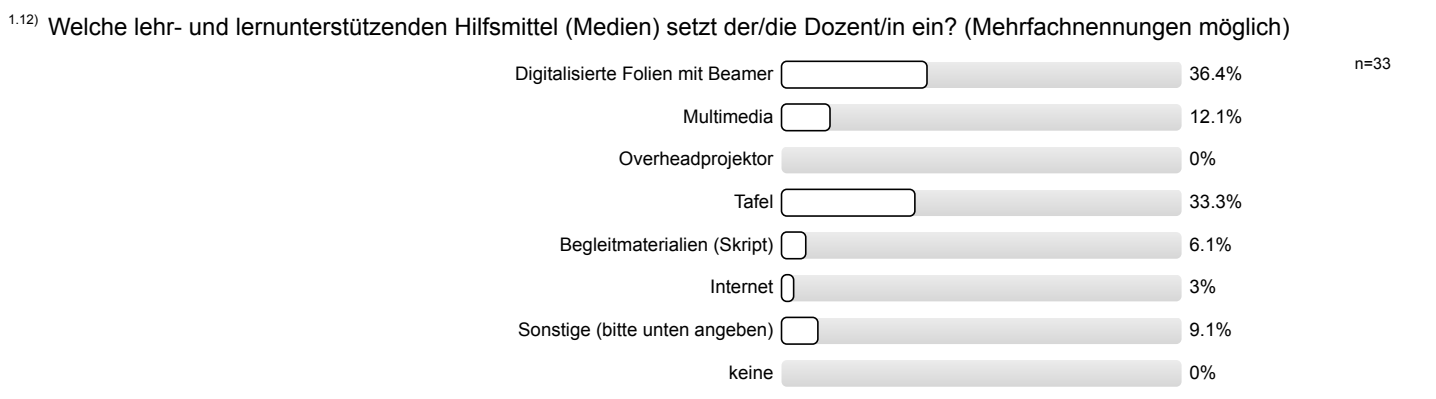 1.12) Welche lehr- und lernunterstützenden Hilfsmittel (Medien) setzt der/die Dozent/in ein? (Mehrfachnennungen möglich)
Digitalisierte Folien mit Beamer 36.4% n=33
Multimedia 12.1%
Overheadprojektor 0%
Tafel 33.3%
Begleitmaterialien (Skript) 6.1%
Internet 3%
Sonstige (bitte unten angeben) 9.1%
keine 0%